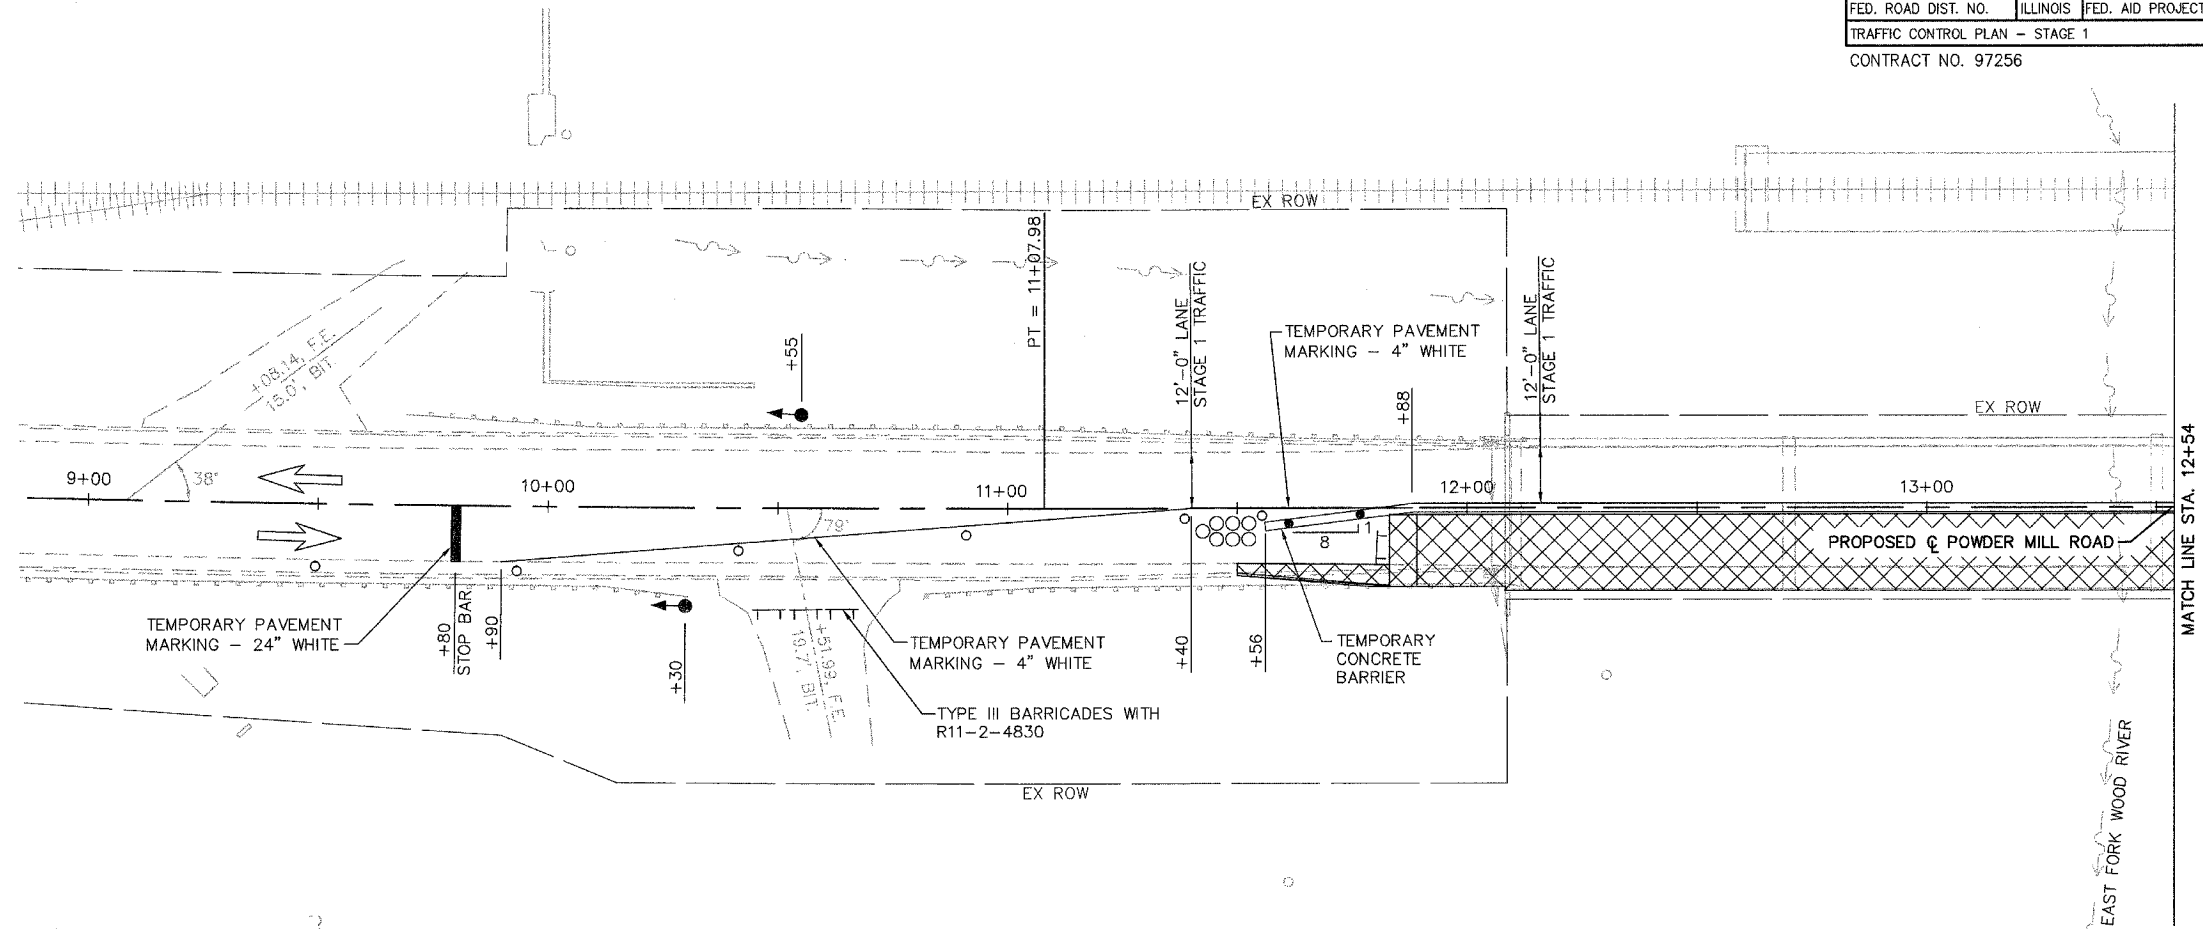 FED. ROAD DIST. NO. ILLINOIS FED. AID PROJECT
TRAFFIC CONTROL PLAN - STAGE 1
CONTRACT NO. 97256
EX ROW
PT = 11+07.98
12'-0" LANE
STAGE 1 TRAFFIC
12'-0" LANE
STAGE 1 TRAFFIC
TEMPORARY PAVEMENT
MARKING - 4" WHITE
+08.14, F.E.
15.0', BIT.
+55
+88
EX ROW
9+00
38°
10+00
11+00
12+00
13+00
79°
8
1
PROPOSED ℄ POWDER MILL ROAD
MATCH LINE STA. 12+54
TEMPORARY PAVEMENT
MARKING - 24" WHITE
+80
STOP BAR
+90
+30
+51.99, F.E.
19.7', BIT.
TEMPORARY PAVEMENT
MARKING - 4" WHITE
+40
+56
TEMPORARY
CONCRETE
BARRIER
TYPE III BARRICADES WITH
R11-2-4830
EX ROW
EAST FORK WOOD RIVER